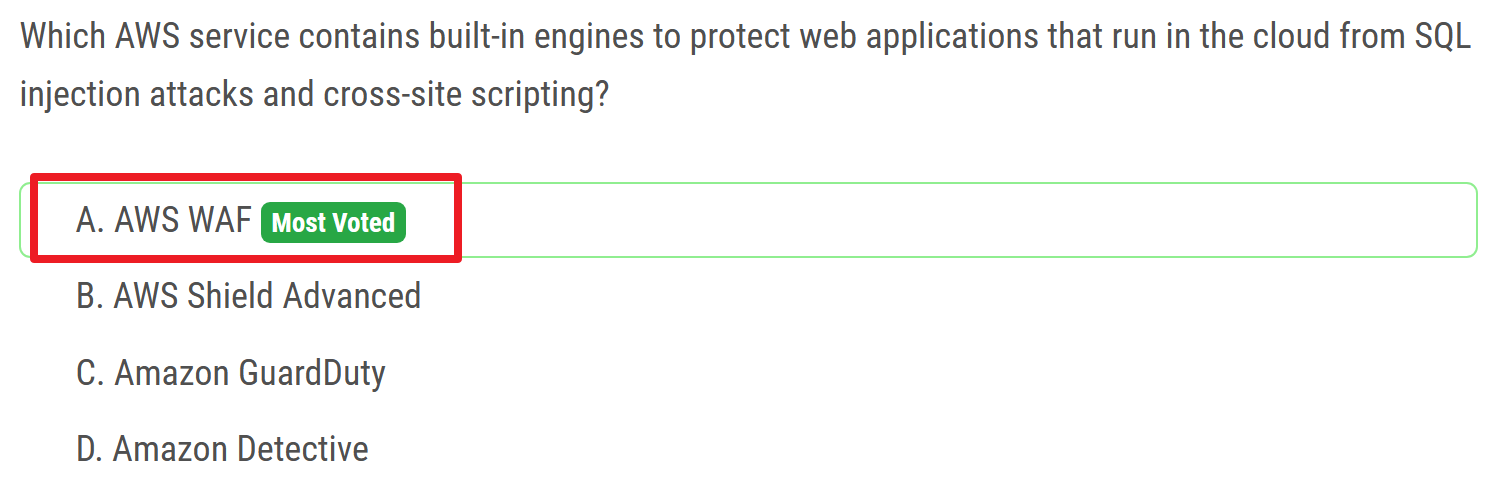 Which AWS service contains built-in engines to protect web applications that run in the cloud from SQL
injection attacks and cross-site scripting?
A. AWS WAF Most Voted
B. AWS Shield Advanced
C. Amazon GuardDuty
D. Amazon Detective